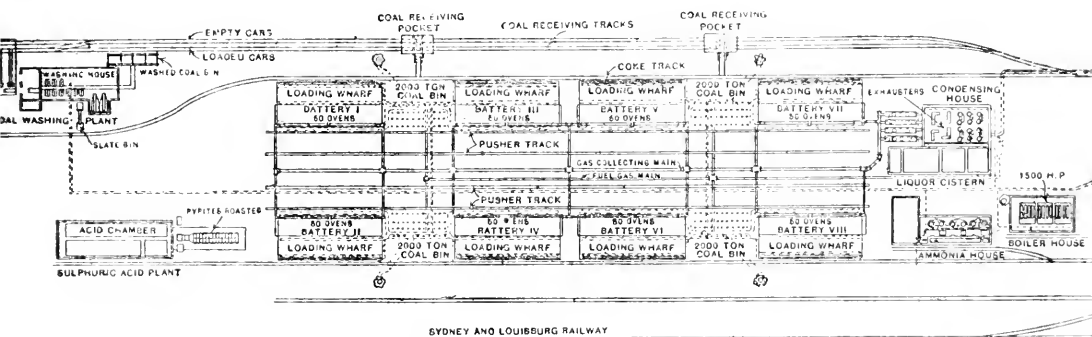 COAL RECEIVING
POCKET
COAL RECEIVING TRACKS
COAL RECEIVING
POCKET
EMPTY CARS
LOADED CARS
WASHING HOUSE
WASHED COAL BIN
COKE TRACK
LOADING WHARF
BATTERY I
60 OVENS
2000 TON
COAL BIN
LOADING WHARF
BATTERY III
60 OVENS
LOADING WHARF
BATTERY V
60 OVENS
2000 TON
COAL BIN
LOADING WHARF
BATTERY VII
60 OVENS
EXHAUSTERS
CONDENSING
HOUSE
OAL WASHING PLANT
SLATE BIN
PUSHER TRACK
GAS COLLECTING MAIN
FUEL GAS MAIN
PUSHER TRACK
LIQUOR CISTERN
1500 H.P
BOILER HOUSE
PYRITES ROASTER
ACID CHAMBER
SULPHURIC ACID PLANT
60 OVENS
BATTERY II
LOADING WHARF
2000 TON
COAL BIN
60 OVENS
BATTERY IV
LOADING WHARF
60 OVENS
BATTERY VI
LOADING WHARF
2000 TON
COAL BIN
60 OVENS
BATTERY VIII
LOADING WHARF
AMMONIA HOUSE
SYDNEY AND LOUISBURG RAILWAY